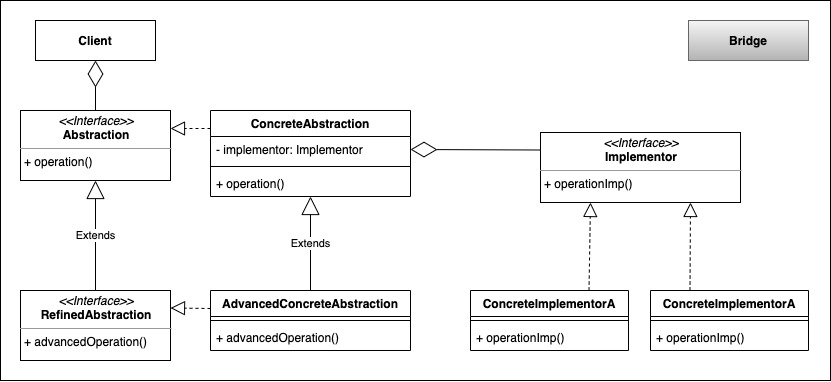 Client
Bridge
<<Interface>>
Abstraction
+ operation()
ConcreteAbstraction
- implementor: Implementor
+ operation()
<<Interface>>
Implementor
+ operationImp()
Extends
Extends
<<Interface>>
RefinedAbstraction
+ advancedOperation()
AdvancedConcreteAbstraction
+ advancedOperation()
ConcreteImplementorA
+ operationImp()
ConcreteImplementorA
+ operationImp()